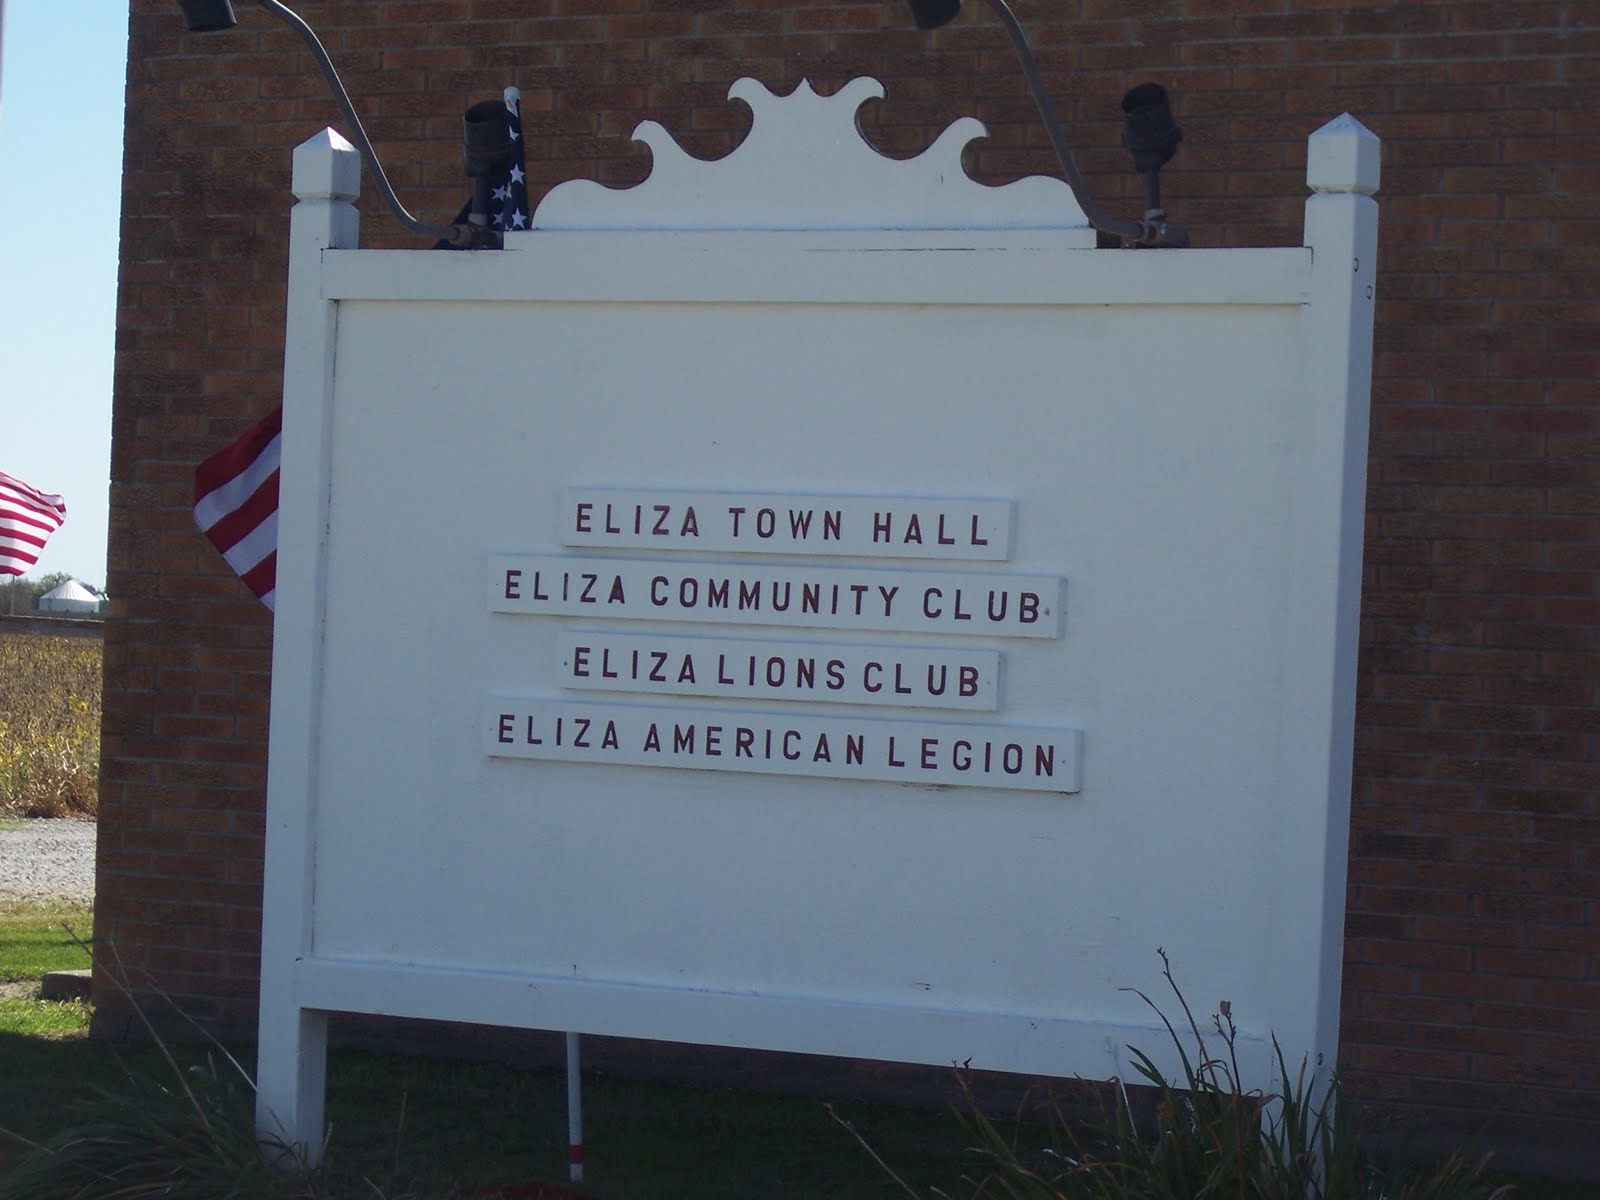 ELIZA TOWN HALL
ELIZA COMMUNITY CLUB
ELIZA LIONS CLUB
ELIZA AMERICAN LEGION